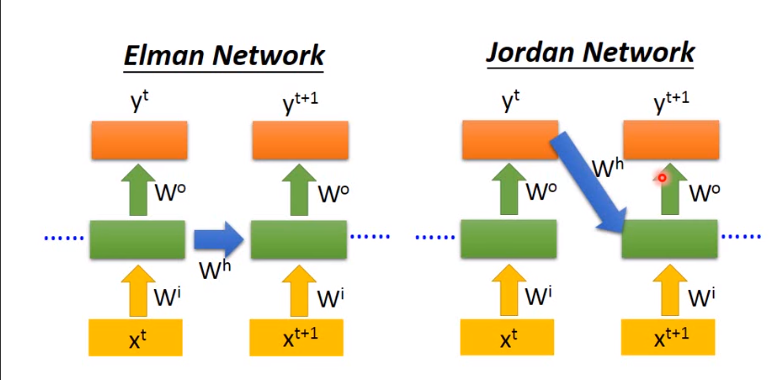 Elman Network
y^t
y^t+1
W^o
W^o
W^h
W^i
W^i
x^t
x^t+1
Jordan Network
y^t
y^t+1
W^h
W^o
W^o
W^i
W^i
x^t
x^t+1